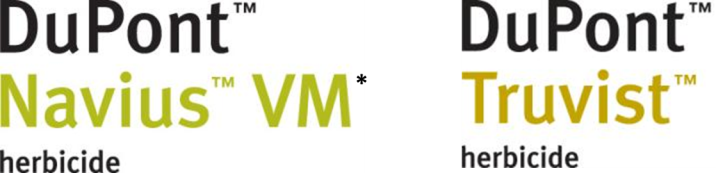 DuPont™
Navius™ VM*
herbicide
DuPont™
Truvist™
herbicide